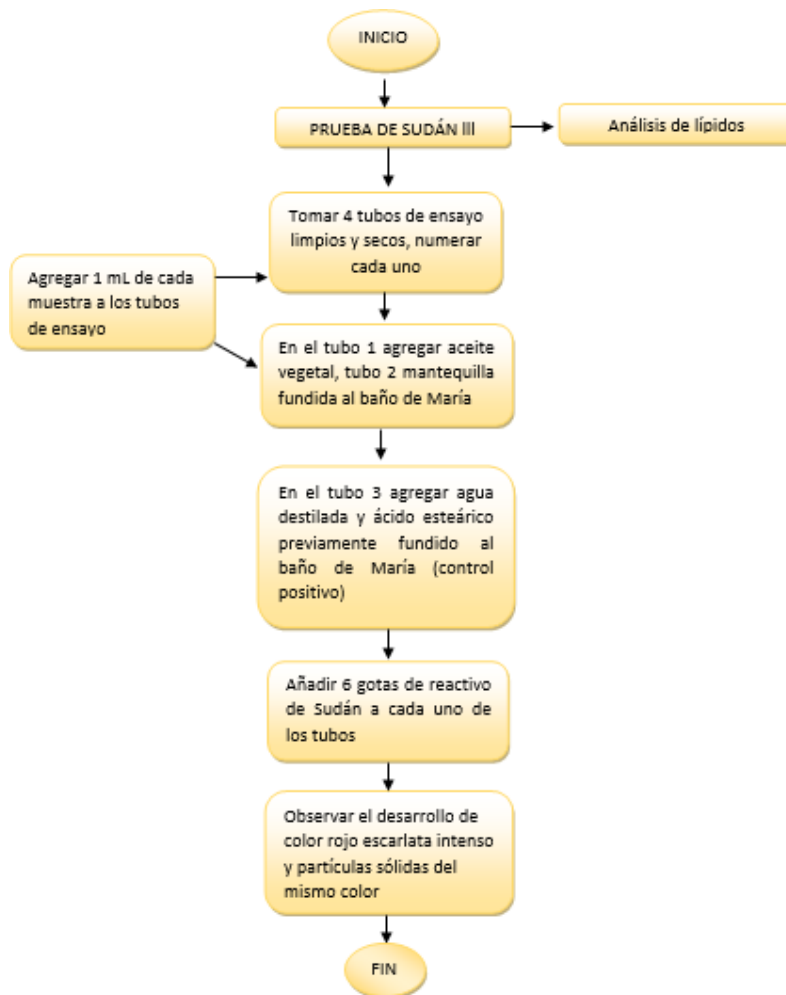 INICIO
PRUEBA DE SUDÁN III
Análisis de lípidos
Tomar 4 tubos de ensayo
limpios y secos, numerar
cada uno
Agregar 1 mL de cada
muestra a los tubos
de ensayo
En el tubo 1 agregar aceite
vegetal, tubo 2 mantequilla
fundida al baño de María
En el tubo 3 agregar agua
destilada y ácido esteárico
previamente fundido al
baño de María (control
positivo)
Añadir 6 gotas de reactivo
de Sudán a cada uno de
los tubos
Observar el desarrollo de
color rojo escarlata intenso
y partículas sólidas del
mismo color
FIN